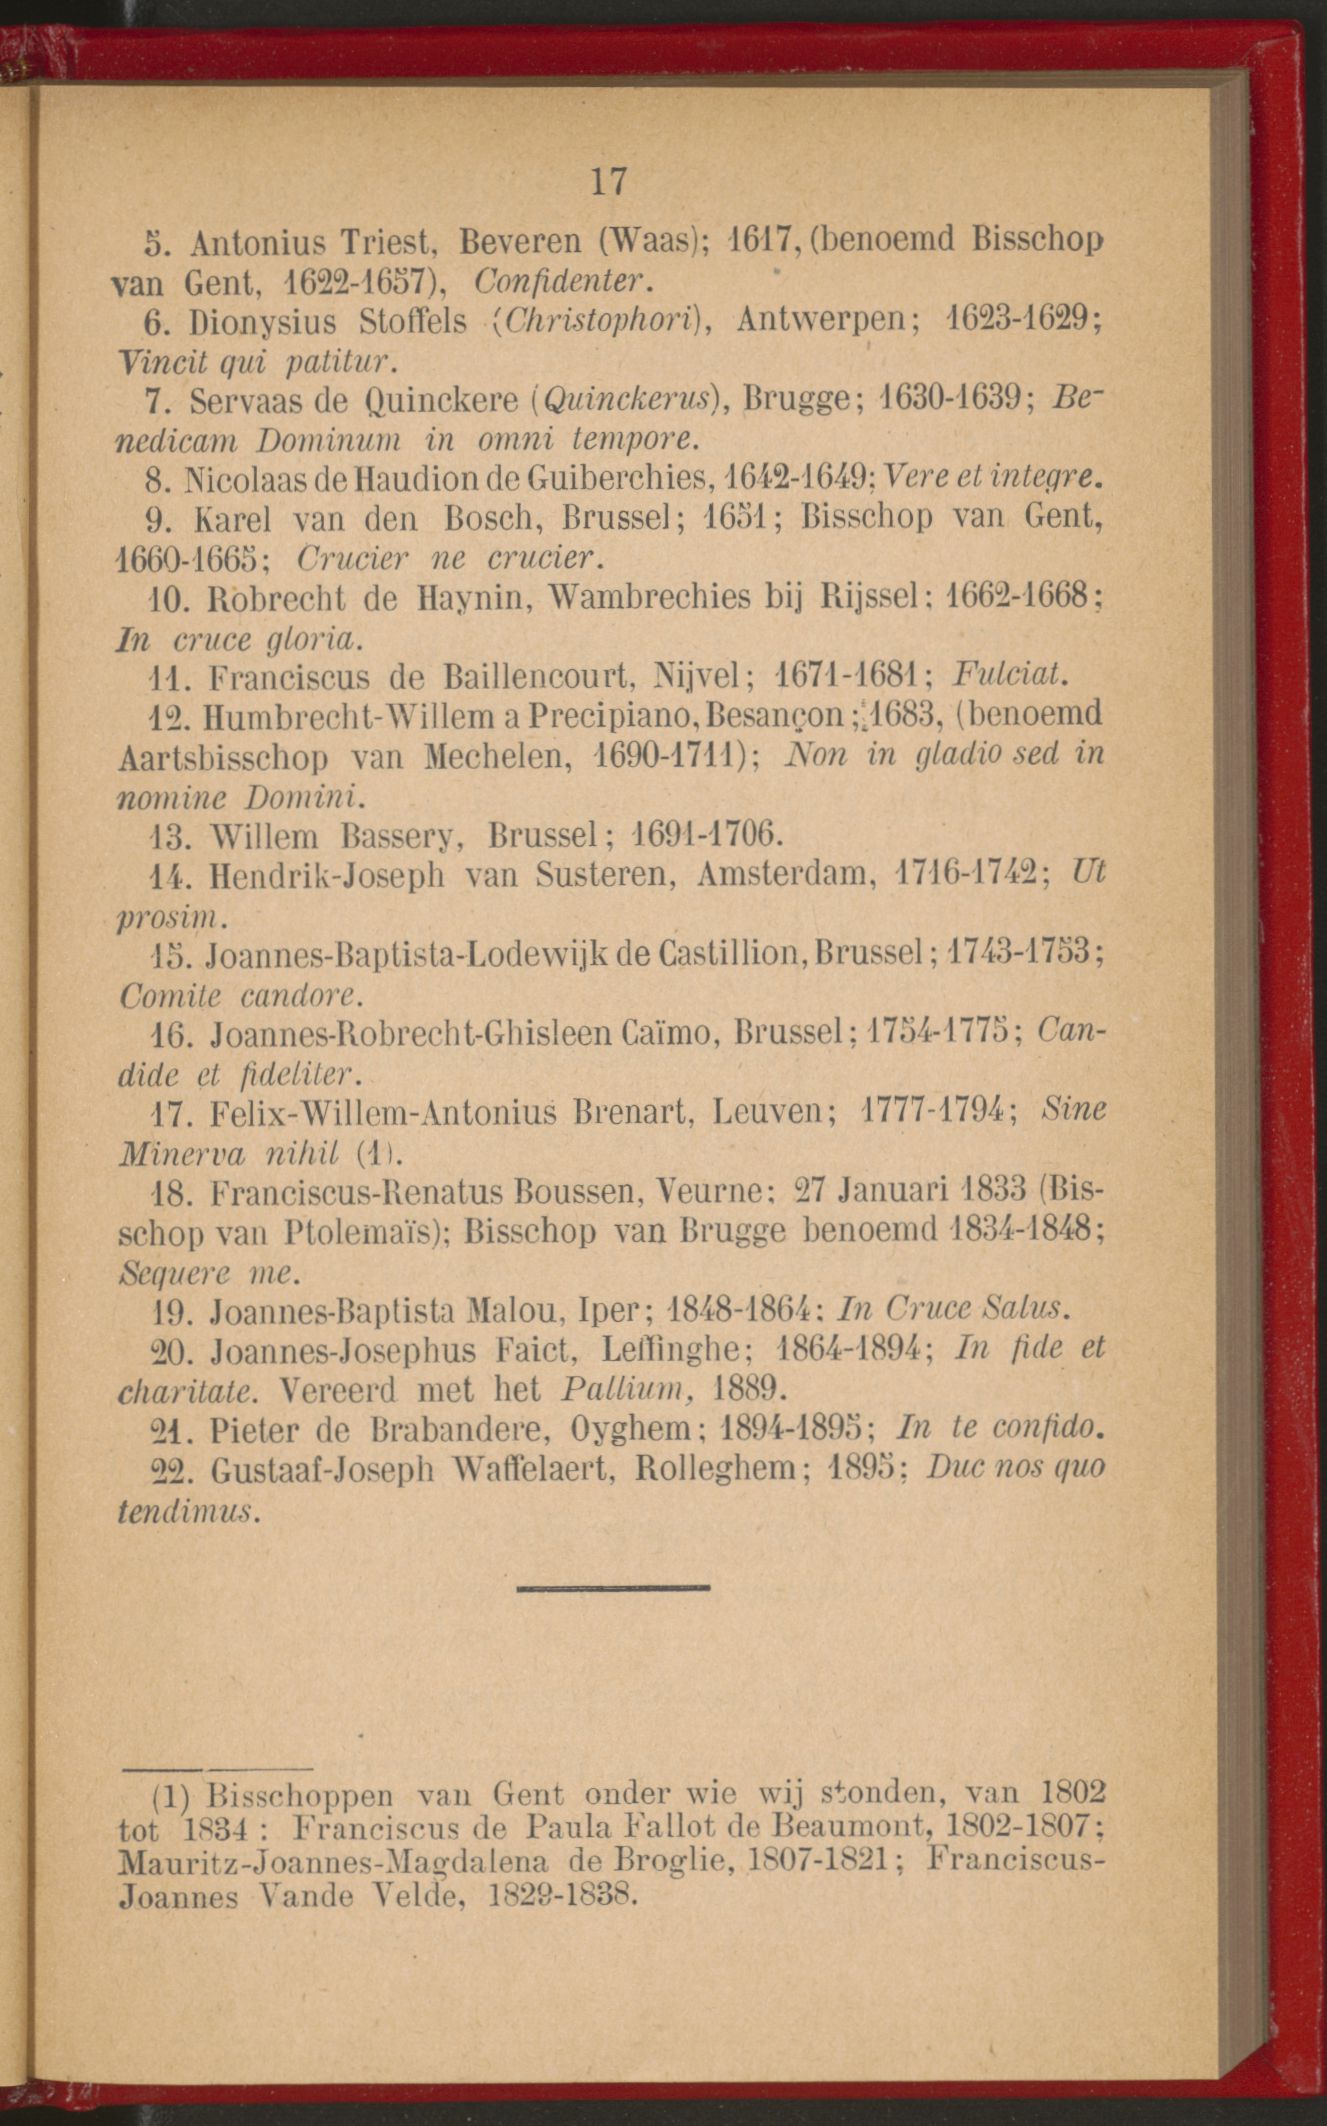 17
5. Antonius Triest, Beveren (Waas); 1617, (benoemd Bisschop
van Gent, 1622-1657), Confidenter.
6. Dionysius Stoffels (Christophori), Antwerpen; 1623-1629;
Vincit qui patitur.
7. Servaas de Quinckere (Quinckerus), Brugge; 1630-1639; Be-
nedicam Dominum in omni tempore.
8. Nicolaas de Haudion de Guiberchies, 1642-1649; Vere et integre.
9. Karel van den Bosch, Brussel; 1651; Bisschop van Gent,
1660-1665; Crucier ne crucier.
10. Robrecht de Haynin, Wambrechies bij Rijssel; 1662-1668;
In cruce gloria.
11. Franciscus de Baillencourt, Nijvel; 1671-1681; Fulciat.
12. Humbrecht-Willem a Precipiano, Besançon; 1683, (benoemd
Aartsbisschop van Mechelen, 1690-1711); Non in gladio sed in
nomine Domini.
13. Willem Bassery, Brussel; 1691-1706.
14. Hendrik-Joseph van Susteren, Amsterdam, 1716-1742; Ut
prosim.
15. Joannes-Baptista-Lodewijk de Castillion, Brussel; 1743-1753;
Comite candore.
16. Joannes-Robrecht-Ghisleen Caïmo, Brussel; 1754-1775; Can-
dide et fideliter.
17. Felix-Willem-Antonius Brenart, Leuven; 1777-1794; Sine
Minerva nihil (1).
18. Franciscus-Renatus Boussen, Veurne; 27 Januari 1833 (Bis-
schop van Ptolemaïs); Bisschop van Brugge benoemd 1834-1848;
Sequere me.
19. Joannes-Baptista Malou, Iper; 1848-1864; In Cruce Salus.
20. Joannes-Josephus Faict, Leffinghe; 1864-1894; In fide et
charitate. Vereerd met het Pallium, 1889.
21. Pieter de Brabandere, Oyghem; 1894-1895; In te confido.
22. Gustaaf-Joseph Waffelaert, Rolleghem; 1895; Duc nos quo
tendimus.
(1) Bisschoppen van Gent onder wie wij stonden, van 1802
tot 1834 : Franciscus de Paula Fallot de Beaumont, 1802-1807;
Mauritz-Joannes-Magdalena de Broglie, 1807-1821; Franciscus-
Joannes Vande Velde, 1829-1838.